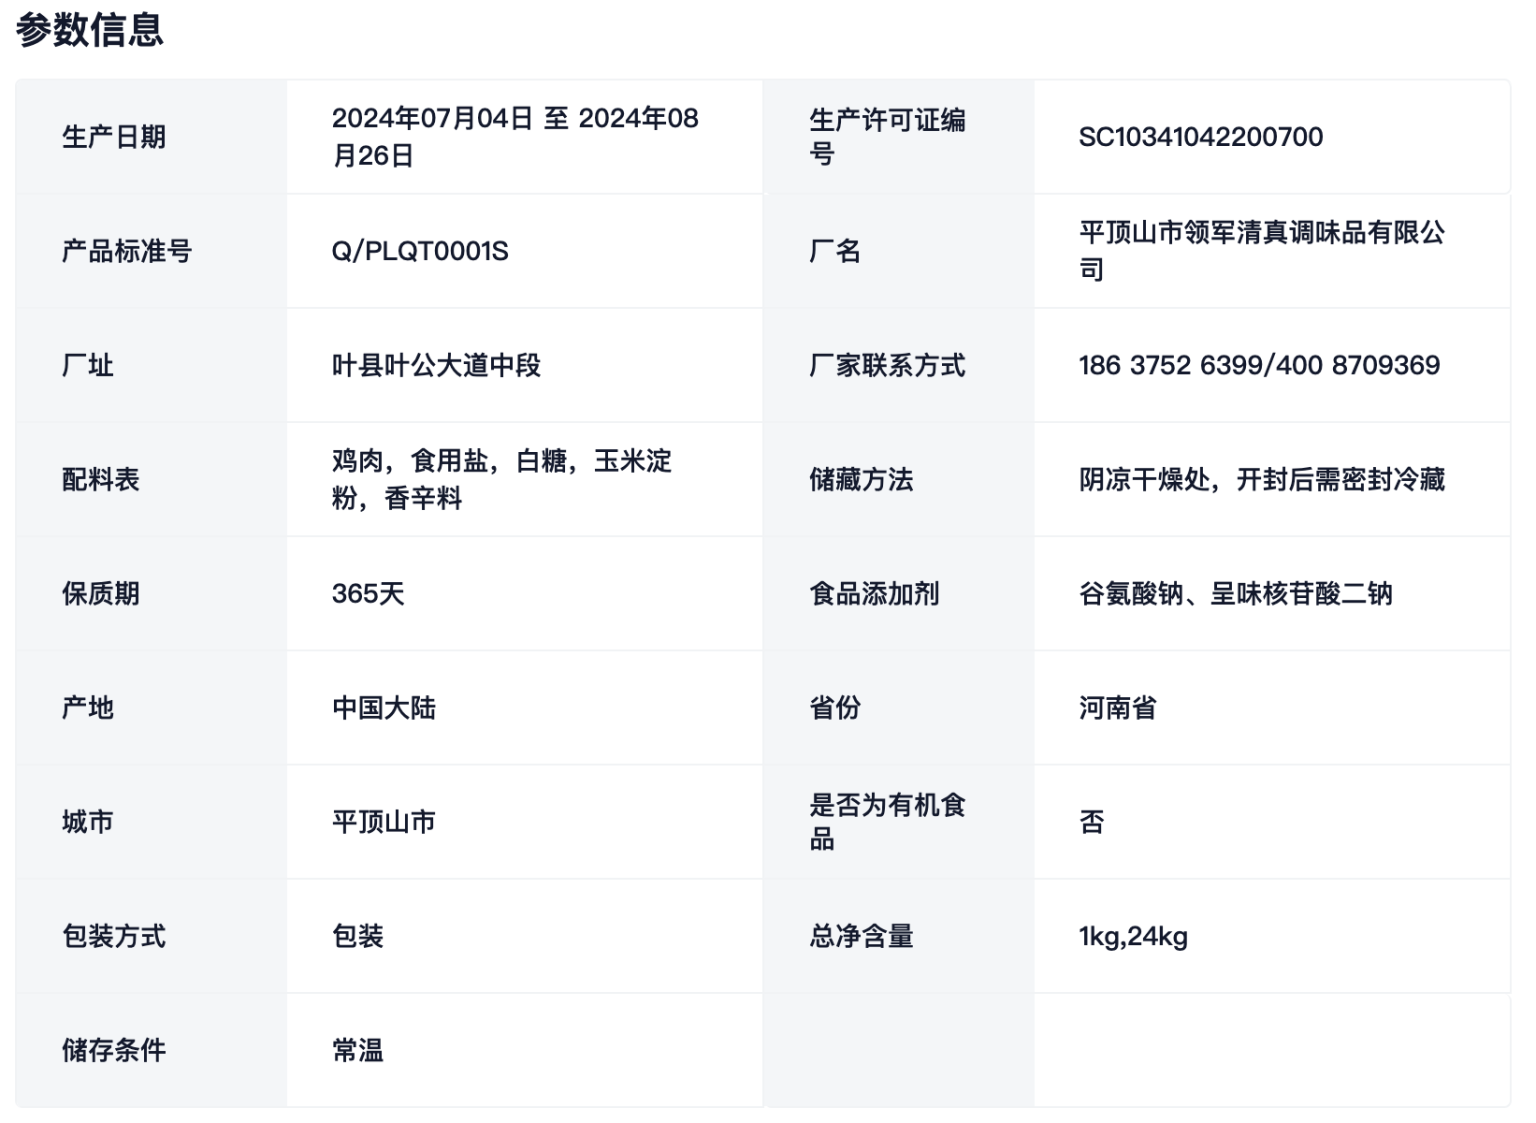 参数信息
生产日期
2024年07月04日 至 2024年08
月26日
生产许可证编
号
SC10341042200700
产品标准号
Q/PLQT0001S
厂名
平顶山市领军清真调味品有限公
司
厂址
叶县叶公大道中段
厂家联系方式
186 3752 6399/400 8709369
配料表
鸡肉，食用盐，白糖，玉米淀
粉，香辛料
储藏方法
阴凉干燥处，开封后需密封冷藏
保质期
365天
食品添加剂
谷氨酸钠、呈味核苷酸二钠
产地
中国大陆
省份
河南省
城市
平顶山市
是否为有机食
品
否
包装方式
包装
总净含量
1kg,24kg
储存条件
常温